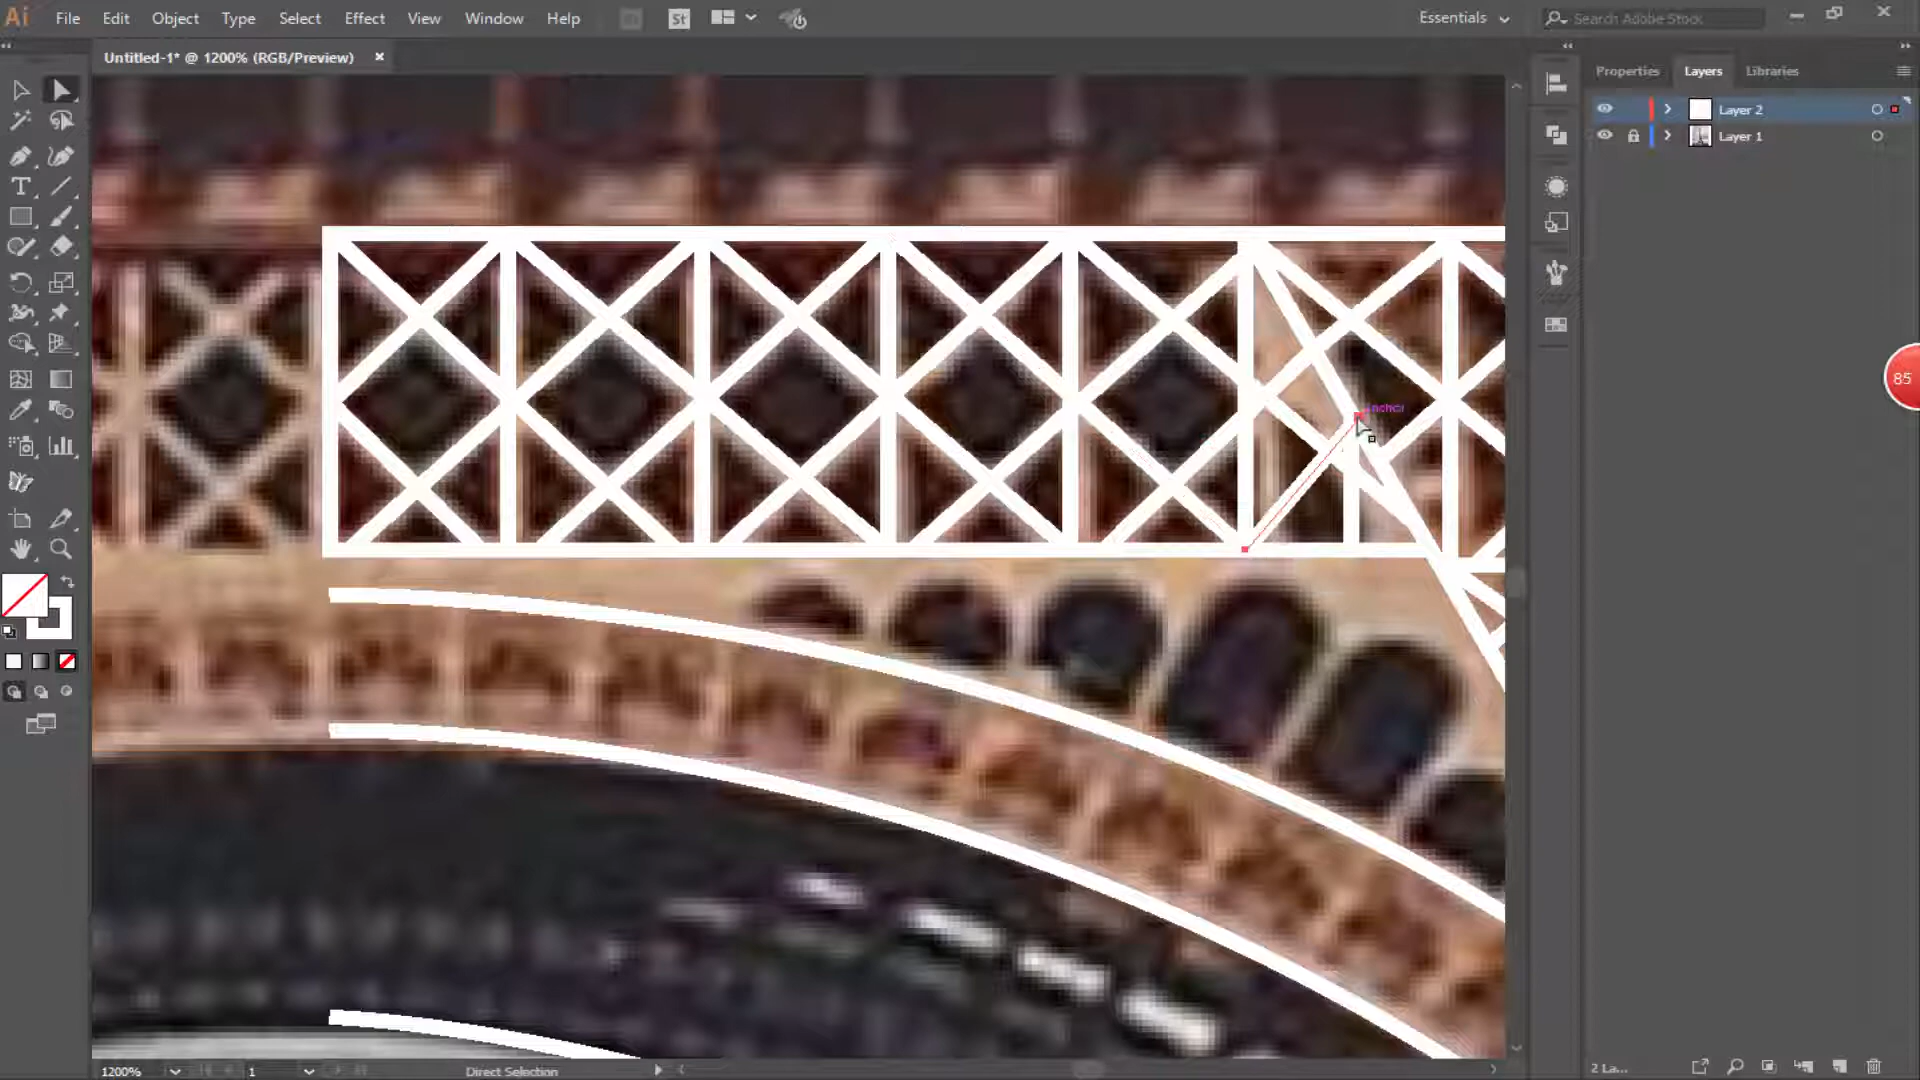 Ai File Edit Object Type Select Effect View Window Help St Essentials Search Adobe Stock
Untitled-1* @ 1200% (RGB/Preview)
Properties Layers Libraries
Layer 2
Layer 1
85
anchor
1200% 1 Direct Selection 2 La...